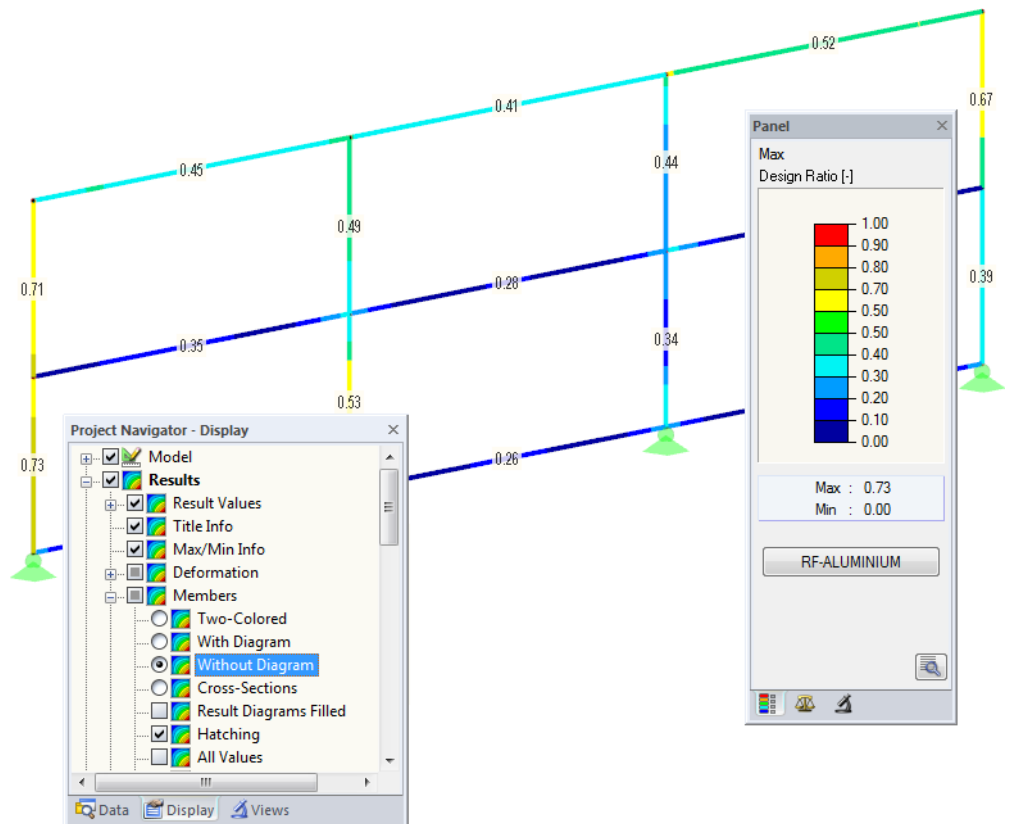 0.52
0.67
0.41
0.45
0.44
0.49
0.71
0.28
0.39
0.35
0.34
0.53
0.73
0.26
Panel
Max
Design Ratio [-]
1.00
0.90
0.80
0.70
0.50
0.50
0.40
0.30
0.20
0.10
0.00
Max : 0.73
Min : 0.00
RF-ALUMINIUM
Project Navigator - Display
Model
Results
Result Values
Title Info
Max/Min Info
Deformation
Members
Two-Colored
With Diagram
Without Diagram
Cross-Sections
Result Diagrams Filled
Hatching
All Values
Data Display Views